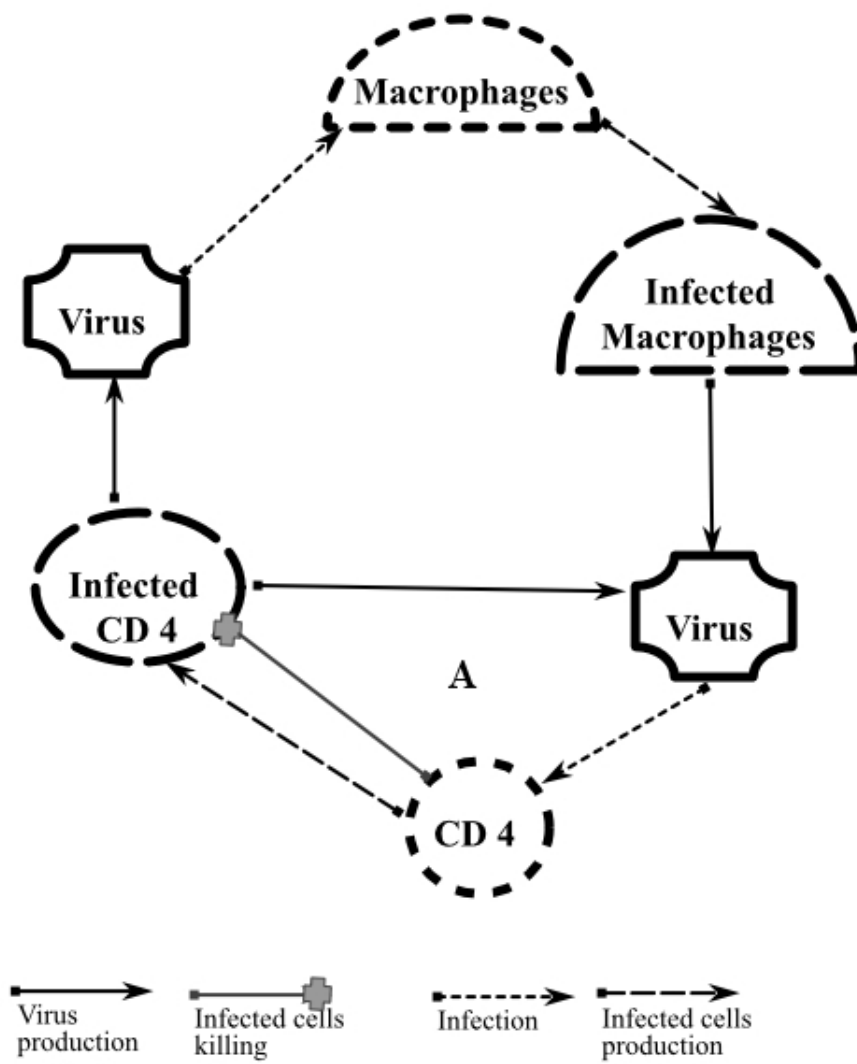 Macrophages
Infected
Macrophages
Virus
Infected
CD 4
Virus
A
CD 4
Virus
production
Infected cells
killing
Infection
Infected cells
production